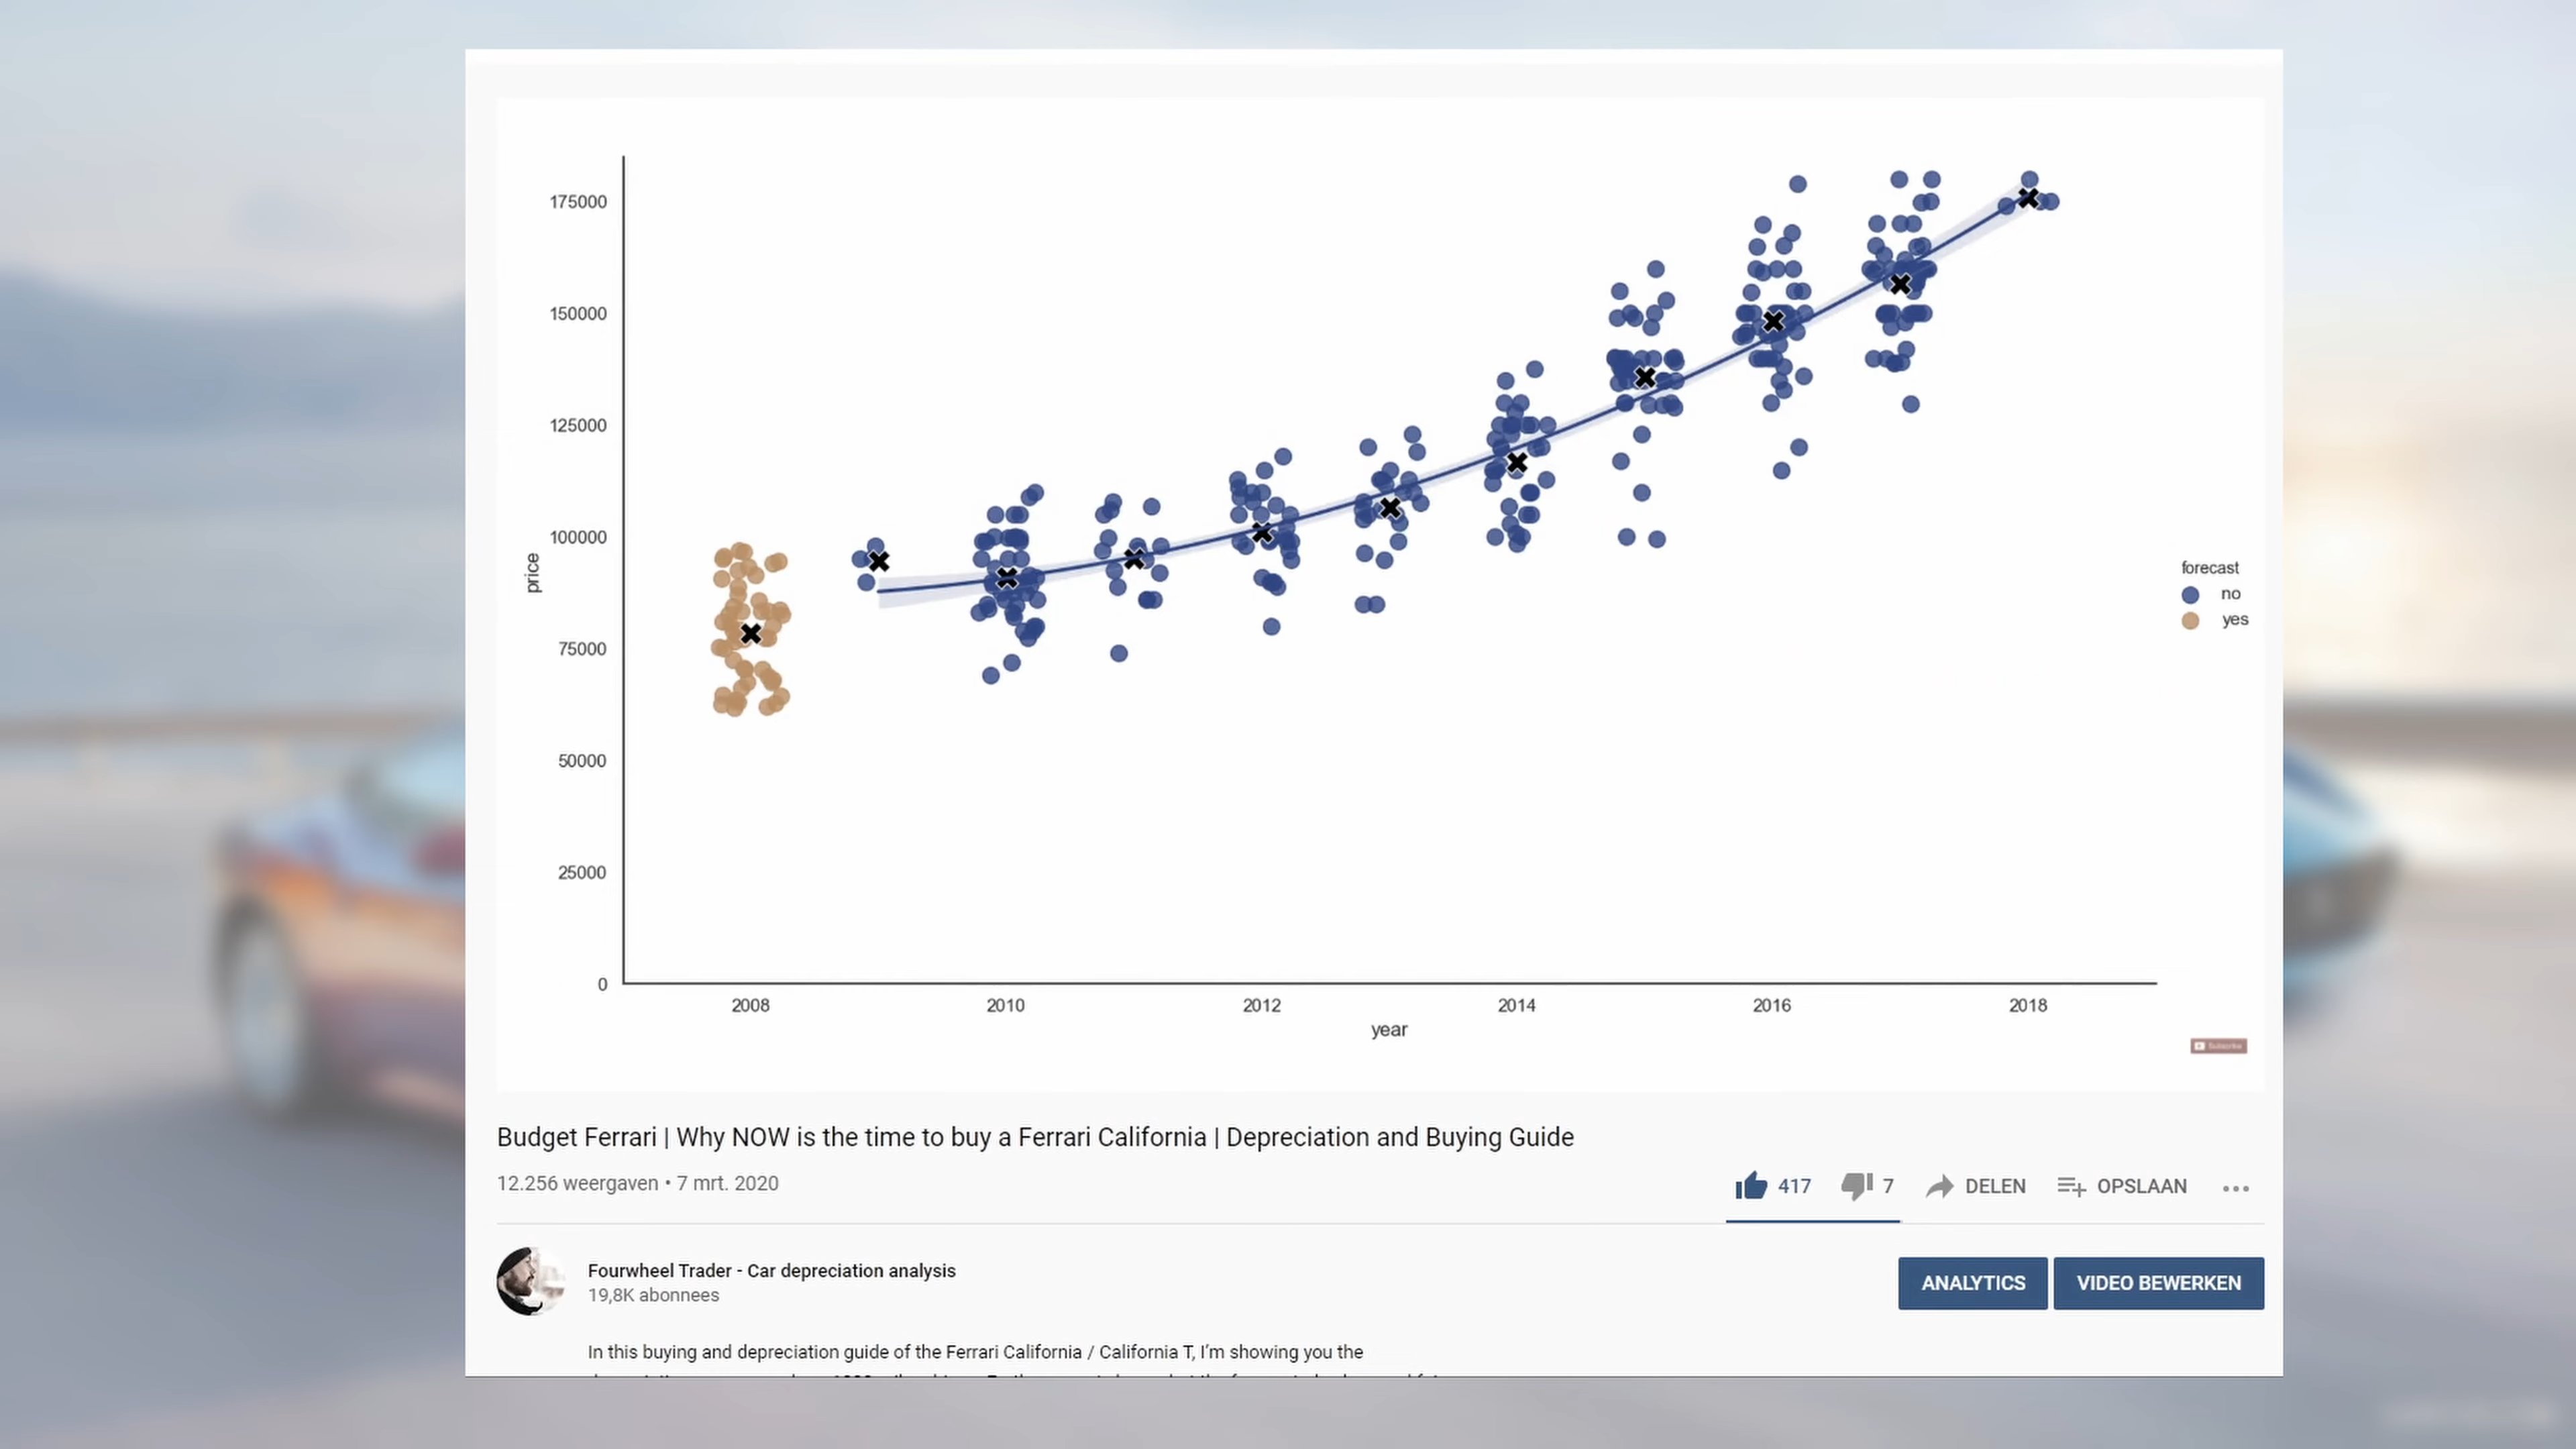 175000
150000
125000
100000
75000
50000
25000
0
price
2008
2010
2012
2014
2016
2018
year
forecast
no
yes
Subscribe
Budget Ferrari | Why NOW is the time to buy a Ferrari California | Depreciation and Buying Guide
12.256 weergaven • 7 mrt. 2020
417
7
DELEN
OPSLAAN
Fourwheel Trader - Car depreciation analysis
19,8K abonnees
ANALYTICS
VIDEO BEWERKEN
In this buying and depreciation guide of the Ferrari California / California T, I'm showing you the